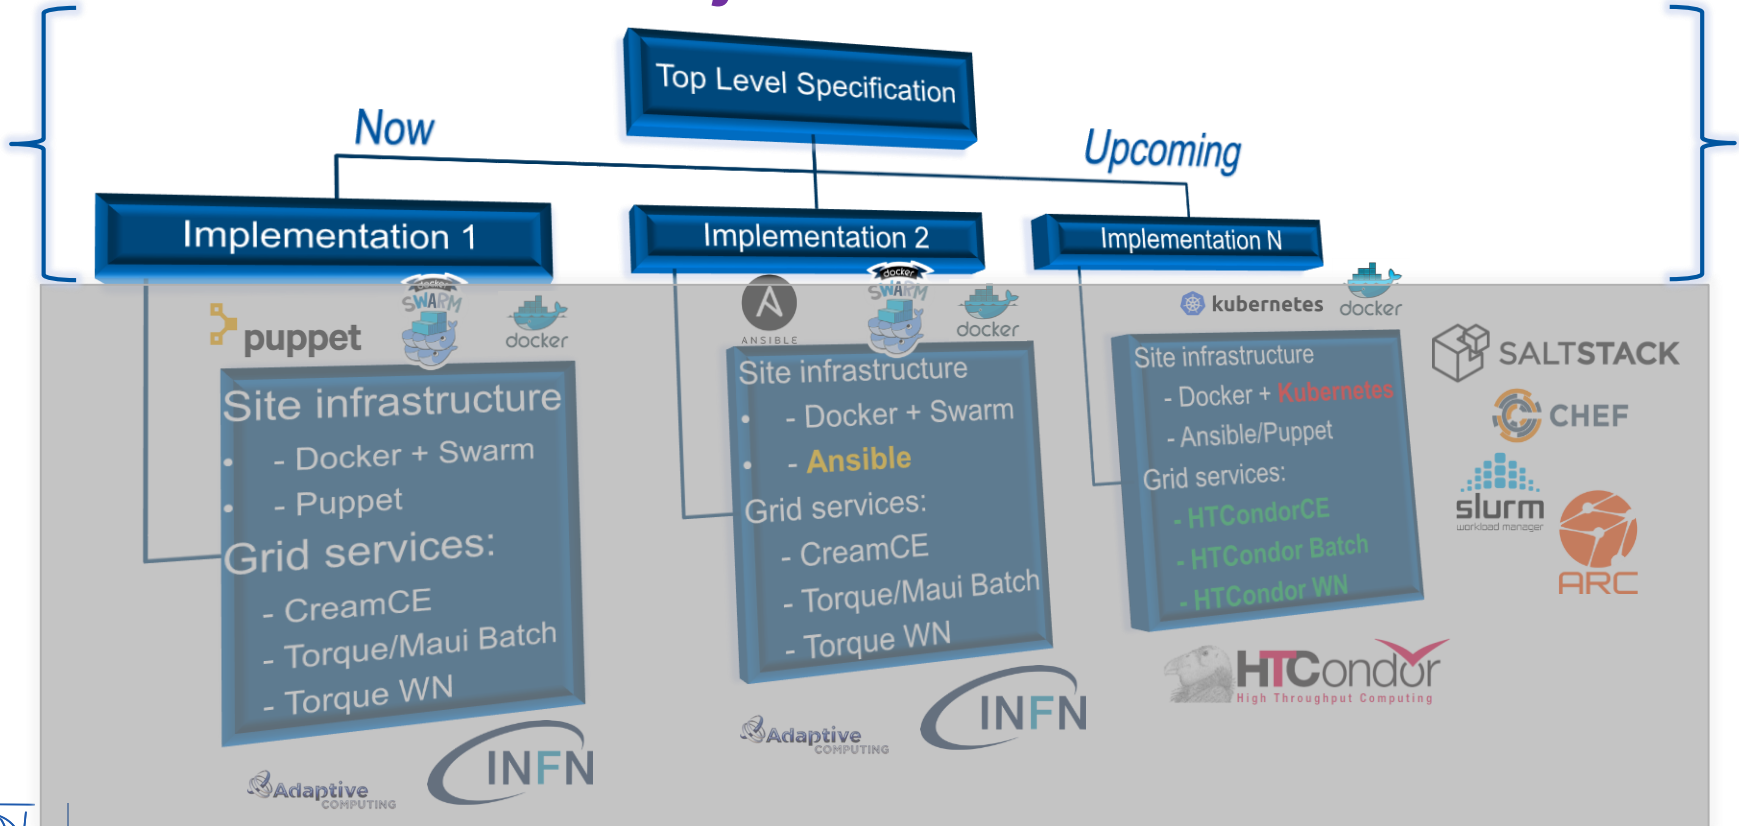 Top Level Specification
Now
Upcoming
Implementation 1
Implementation 2
Implementation N
puppet
docker
SWARM
docker
ANSIBLE
docker
SWARM
docker
kubernetes
docker
Site infrastructure
- Docker + Swarm
- Puppet
Grid services:
- CreamCE
- Torque/Maui Batch
- Torque WN
Site infrastructure
- Docker + Swarm
- Ansible
Grid services:
- CreamCE
- Torque/Maui Batch
- Torque WN
Site infrastructure
- Docker + Kubernetes
- Ansible/Puppet
Grid services:
- HTCondorCE
- HTCondor Batch
- HTCondor WN
SALTSTACK
CHEF
slurm
workload manager
ARC
HTCondor
High Throughput Computing
Adaptive
COMPUTING
INFN
Adaptive
COMPUTING
INFN